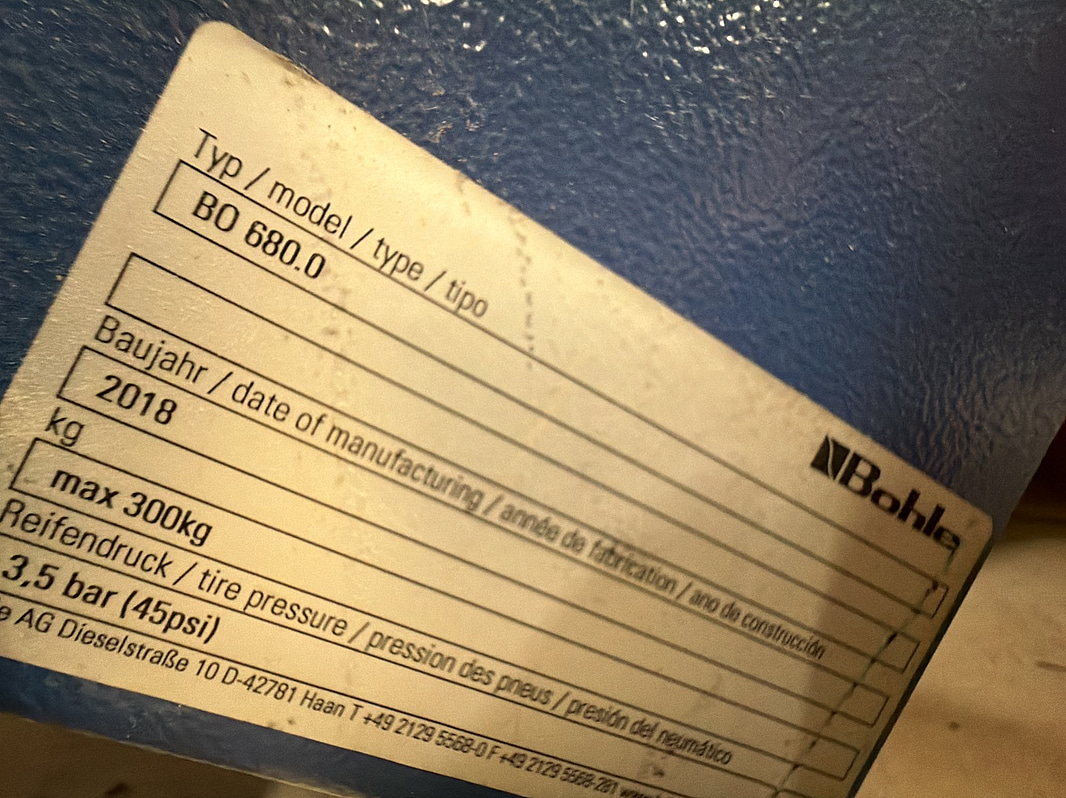 Bohle
Typ / model / type / tipo
BO 680.0
Baujahr / date of manufacturing / année de fabrication / ano de construcción
2018
kg
max 300kg
Reifendruck / tire pressure / pression des pneus / presión del neumático
3,5 bar (45psi)
e AG Dieselstraße 10 D-42781 Haan T +49 2129 5568-0 F +49 2129 5568-281